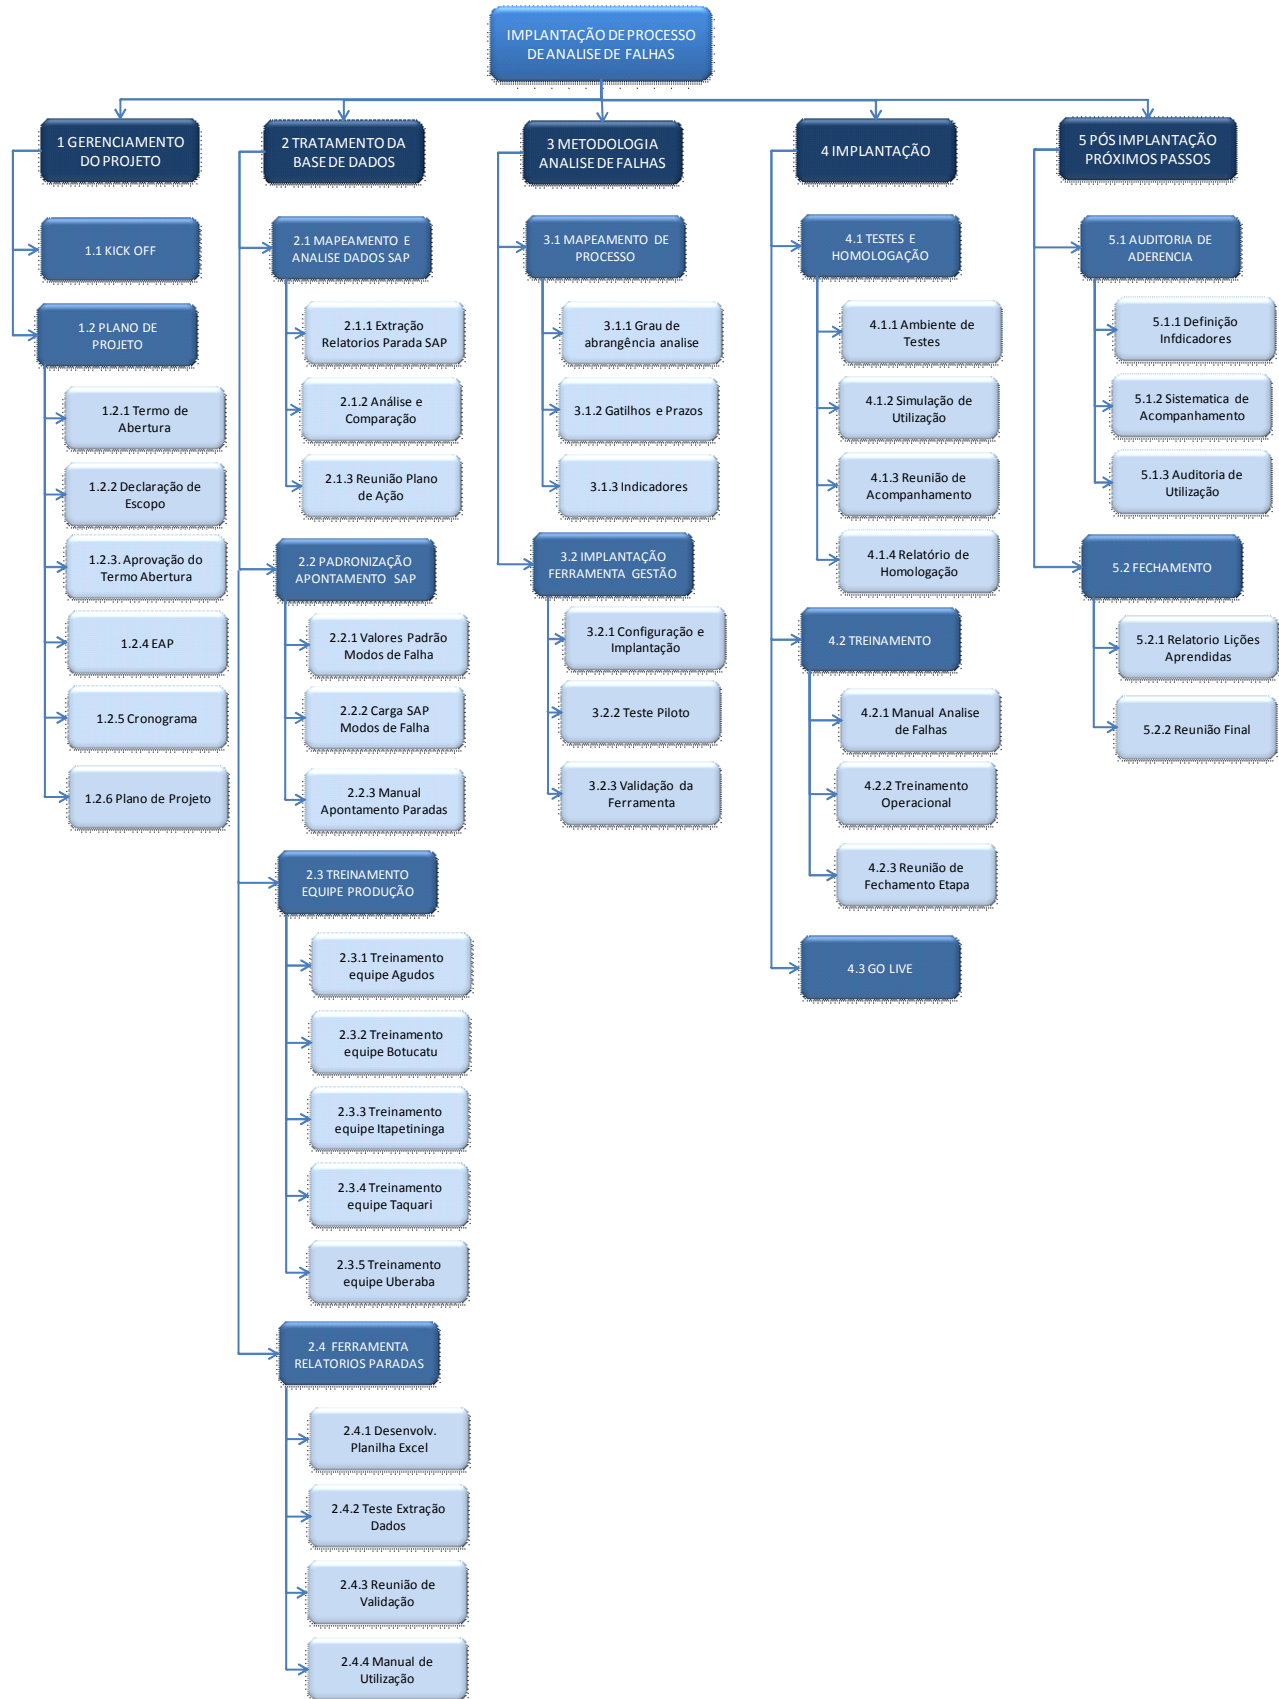 IMPLANTAÇÃO DE PROCESSO
DE ANALISE DE FALHAS
1 GERENCIAMENTO
DO PROJETO
1.1 KICK OFF
1.2 PLANO DE
PROJETO
1.2.1 Termo de
Abertura
1.2.2 Declaração de
Escopo
1.2.3. Aprovação do
Termo Abertura
1.2.4 EAP
1.2.5 Cronograma
1.2.6 Plano de Projeto
2 TRATAMENTO DA
BASE DE DADOS
2.1 MAPEAMENTO E
ANALISE DADOS SAP
2.1.1 Extração
Relatorios Parada SAP
2.1.2 Análise e
Comparação
2.1.3 Reunião Plano
de Ação
2.2 PADRONIZAÇÃO
APONTAMENTO SAP
2.2.1 Valores Padrão
Modos de Falha
2.2.2 Carga SAP
Modos de Falha
2.2.3 Manual
Apontamento Paradas
2.3 TREINAMENTO
EQUIPE PRODUÇÃO
2.3.1 Treinamento
equipe Agudos
2.3.2 Treinamento
equipe Botucatu
2.3.3 Treinamento
equipe Itapetininga
2.3.4 Treinamento
equipe Taquari
2.3.5 Treinamento
equipe Uberaba
2.4 FERRAMENTA
RELATORIOS PARADAS
2.4.1 Desenvolv.
Planilha Excel
2.4.2 Teste Extração
Dados
2.4.3 Reunião de
Validação
2.4.4 Manual de
Utilização
3 METODOLOGIA
ANALISE DE FALHAS
3.1 MAPEAMENTO DE
PROCESSO
3.1.1 Grau de
abrangência analise
3.1.2 Gatilhos e Prazos
3.1.3 Indicadores
3.2 IMPLANTAÇÃO
FERRAMENTA GESTÃO
3.2.1 Configuração e
Implantação
3.2.2 Teste Piloto
3.2.3 Validação da
Ferramenta
4 IMPLANTAÇÃO
4.1 TESTES E
HOMOLOGAÇÃO
4.1.1 Ambiente de
Testes
4.1.2 Simulação de
Utilização
4.1.3 Reunião de
Acompanhamento
4.1.4 Relatório de
Homologação
4.2 TREINAMENTO
4.2.1 Manual Analise
de Falhas
4.2.2 Treinamento
Operacional
4.2.3 Reunião de
Fechamento Etapa
4.3 GO LIVE
5 PÓS IMPLANTAÇÃO
PRÓXIMOS PASSOS
5.1 AUDITORIA DE
ADERENCIA
5.1.1 Definição
Infdicadores
5.1.2 Sistematica de
Acompanhamento
5.1.3 Auditoria de
Utilização
5.2 FECHAMENTO
5.2.1 Relatorio Lições
Aprendidas
5.2.2 Reunião Final